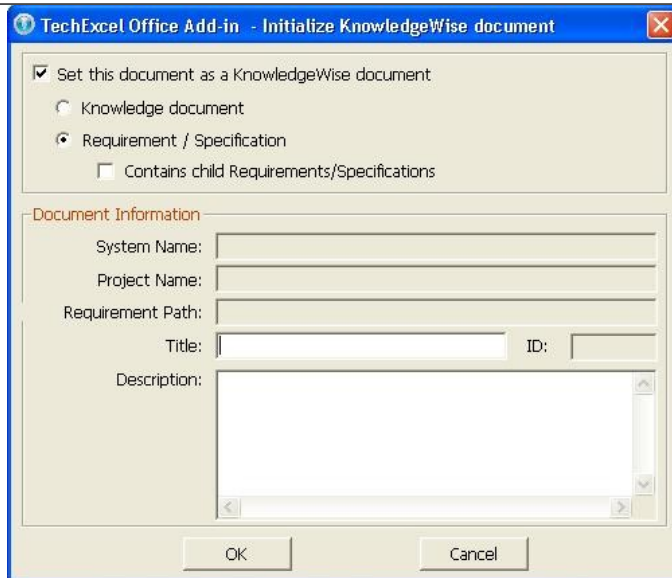 TechExcel Office Add-in - Initialize KnowledgeWise document
Set this document as a KnowledgeWise document
Knowledge document
Requirement / Specification
Contains child Requirements/Specifications
Document Information
System Name:
Project Name:
Requirement Path:
Title: ID:
Description:
OK Cancel